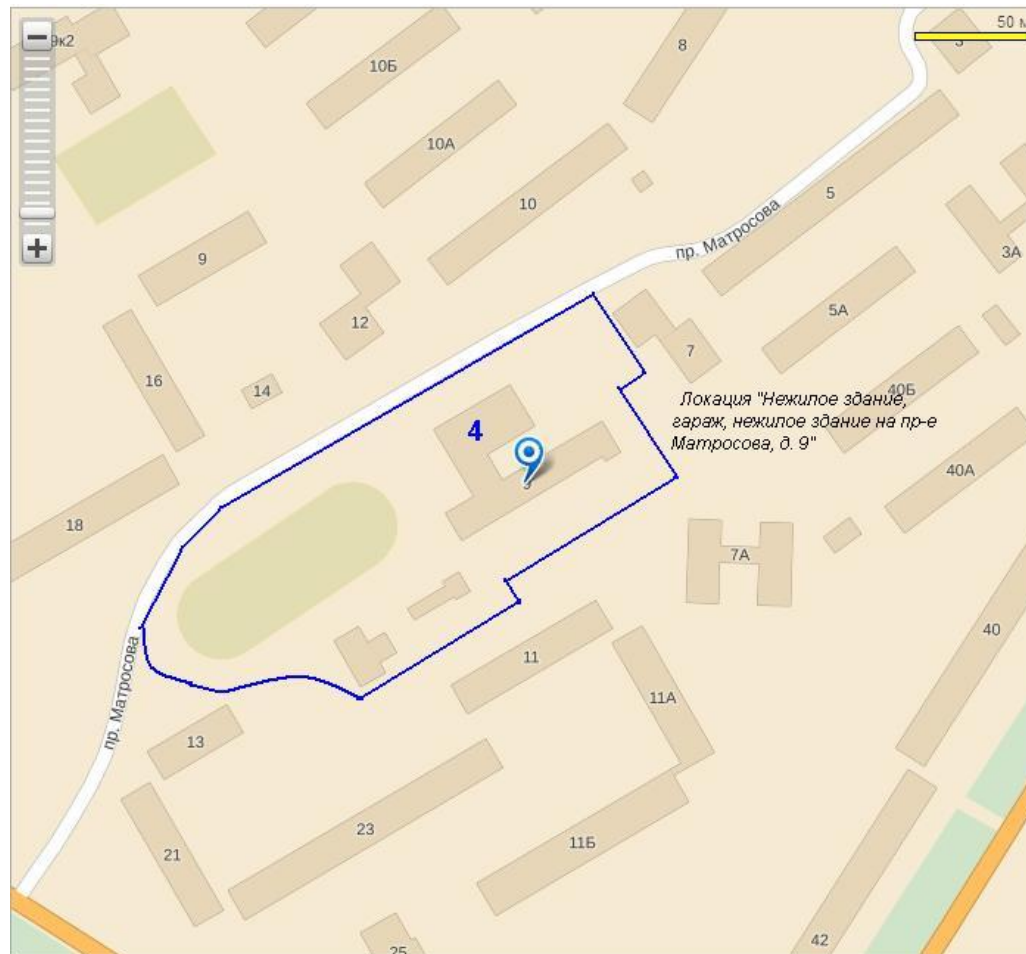 50 м
9к2
8
3
10Б
10А
10
5
пр. Матросова
3А
9
5А
12
7
16
14
40Б
Локация "Нежилое здание,
гараж, нежилое здание на пр-е
Матросова, д. 9"
4
40А
9
18
7А
40
11
11А
пр. Матросова
13
23
11Б
21
42
25